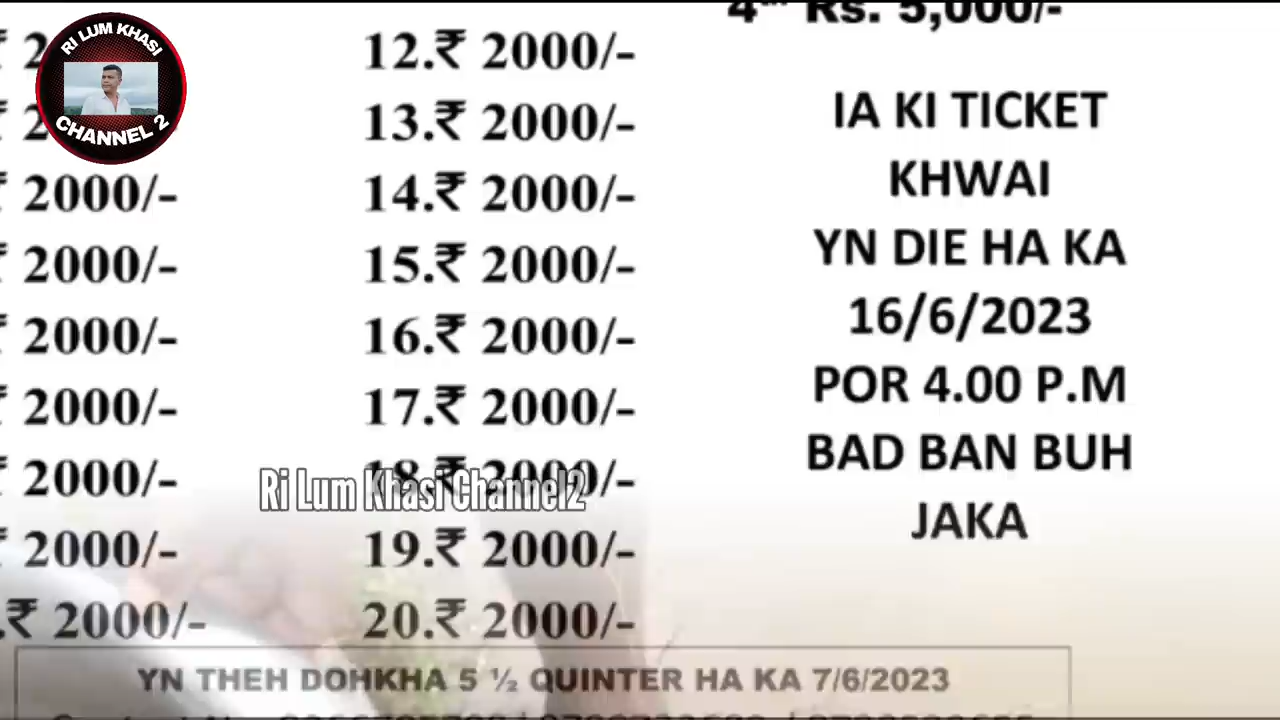 4th Rs. 5,000/-
RI LUM KHASI
CHANNEL 2
12.₹ 2000/-
13.₹ 2000/-
₹ 2000/- 14.₹ 2000/-
₹ 2000/- 15.₹ 2000/-
₹ 2000/- 16.₹ 2000/-
₹ 2000/- 17.₹ 2000/-
₹ 2000/- 18.₹ 2000/-
₹ 2000/- 19.₹ 2000/-
.₹ 2000/- 20.₹ 2000/-
Ri Lum Khasi Channel2
IA KI TICKET
KHWAI
YN DIE HA KA
16/6/2023
POR 4.00 P.M
BAD BAN BUH
JAKA
YN THEH DOHKHA 5 ½ QUINTER HA KA 7/6/2023